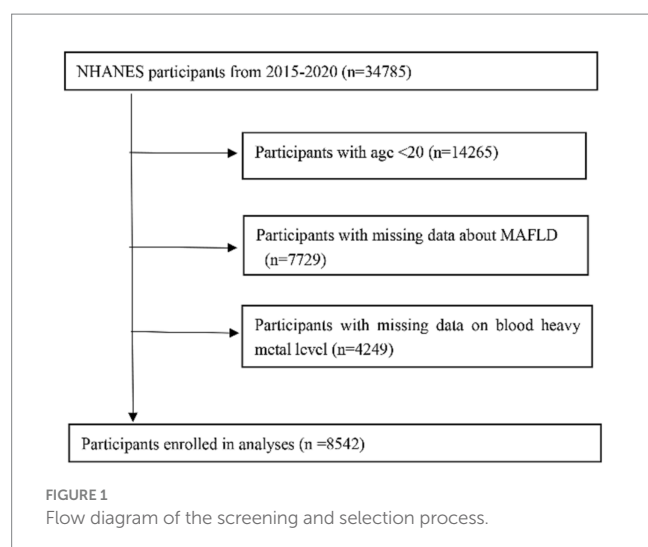 NHANES participants from 2015-2020 (n=34785)
Participants with age <20 (n=14265)
Participants with missing data about MAFLD
(n=7729)
Participants with missing data on blood heavy
metal level (n=4249)
Participants enrolled in analyses (n =8542)
FIGURE 1
Flow diagram of the screening and selection process.